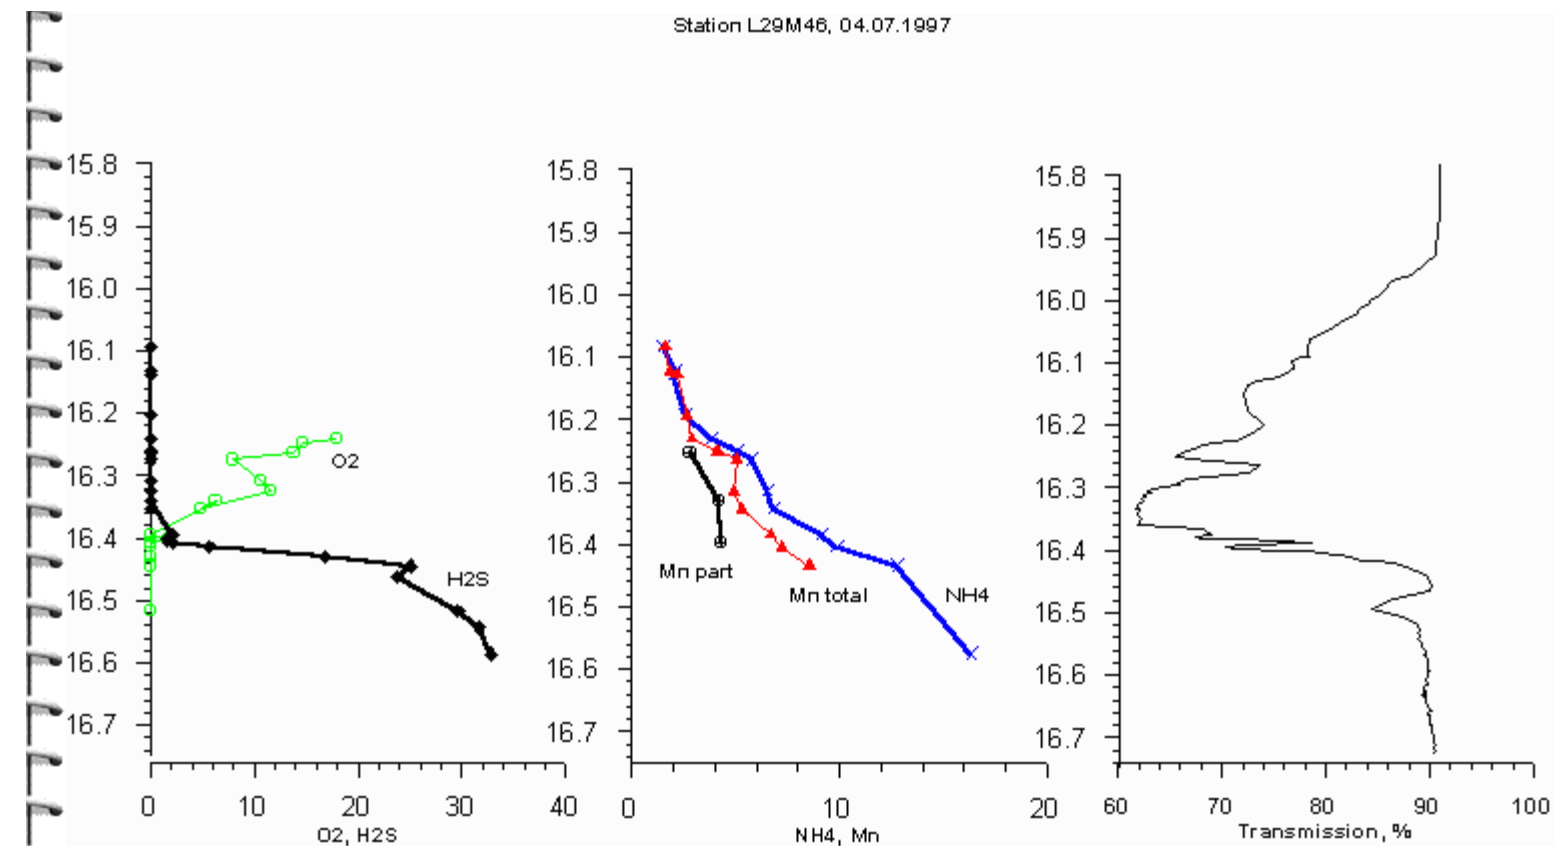 Station L29M46, 04.07.1997
15.8
15.9
16.0
16.1
16.2
16.3
16.4
16.5
16.6
16.7
O2
H2S
0 10 20 30 40
O2, H2S
15.8
15.9
16.0
16.1
16.2
16.3
16.4
16.5
16.6
16.7
Mn part
Mn total
NH4
0 10 20
NH4, Mn
15.8
15.9
16.0
16.1
16.2
16.3
16.4
16.5
16.6
16.7
60 70 80 90 100
Transmission, %